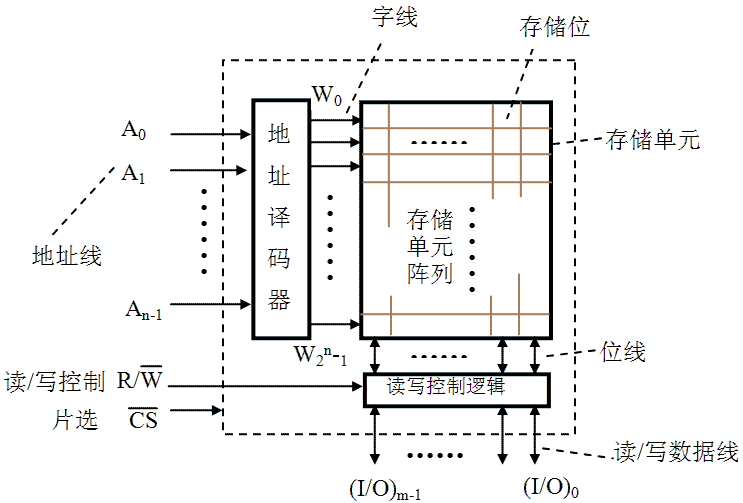 字线
存储位
W₀
存储单元
A₀
A₁
地址线
A_{n-1}
地址译码器
存储
单元
阵列
W₂ⁿ₋₁
位线
读/写控制 R/W̅
读写控制逻辑
片选 C̅S̅
读/写数据线
(I/O)_{m-1}
(I/O)₀